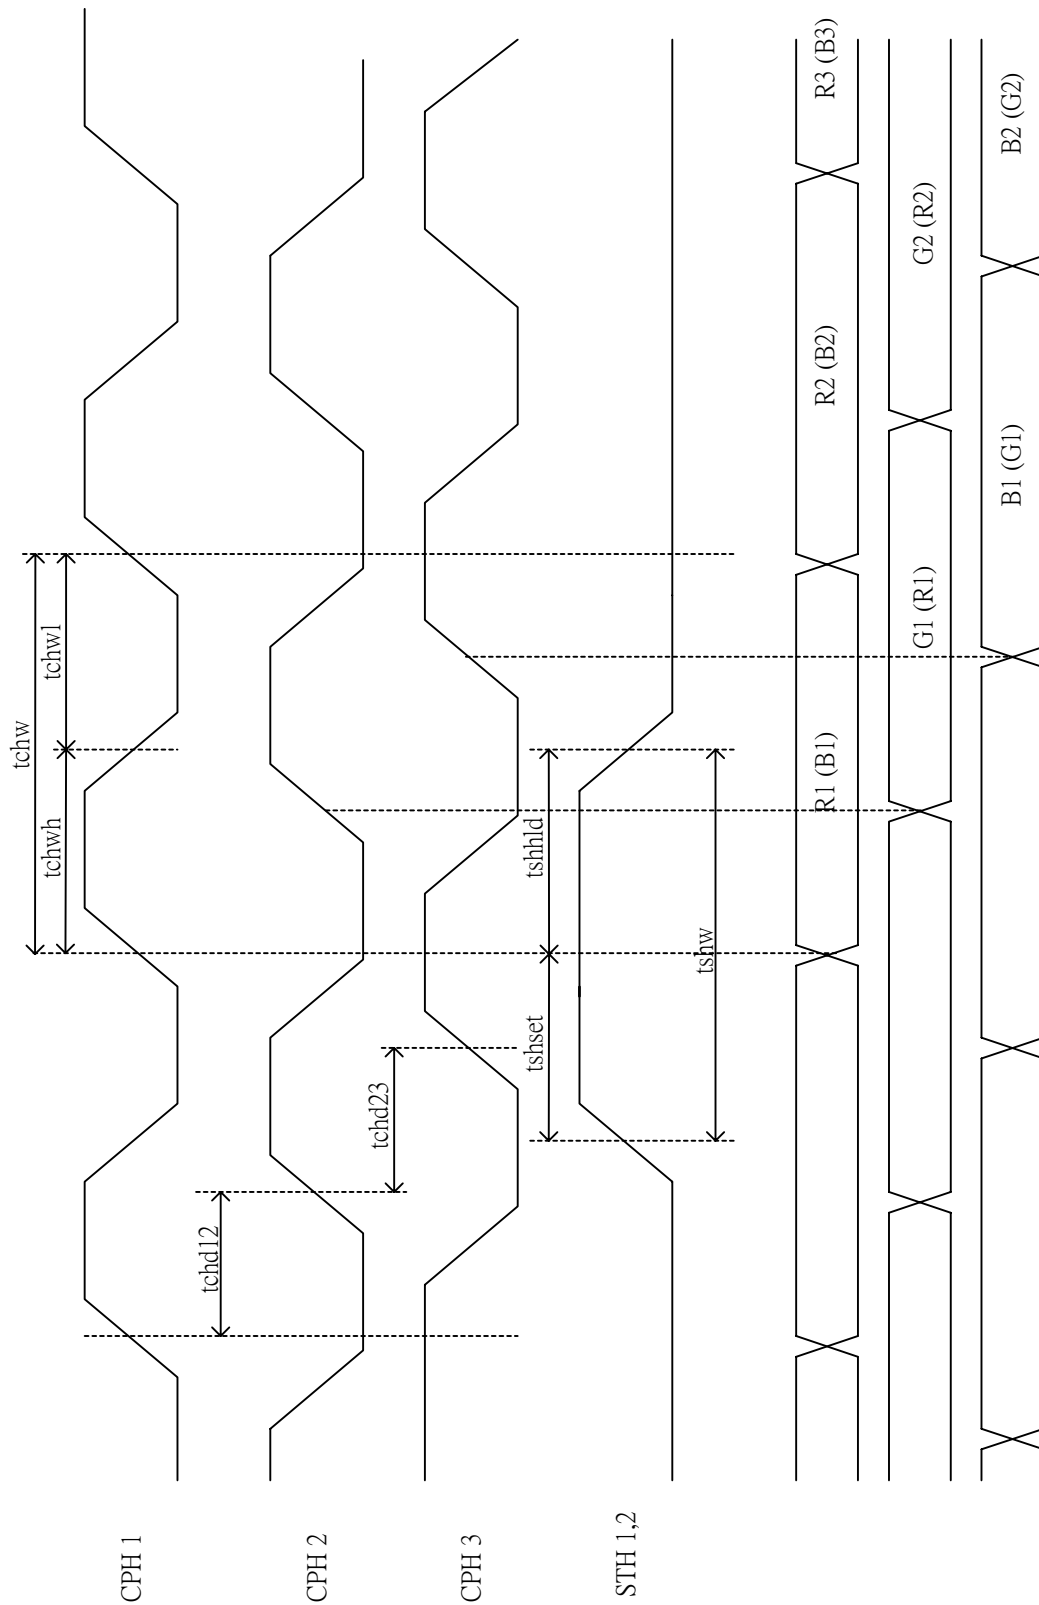 CPH 1
tchw
tchwh
tchwl
CPH 2
tchd12
CPH 3
tchd23
STH 1,2
tshset
tshhld
tshw
R1 (B1)
R2 (B2)
R3 (B3)
G1 (R1)
G2 (R2)
B1 (G1)
B2 (G2)